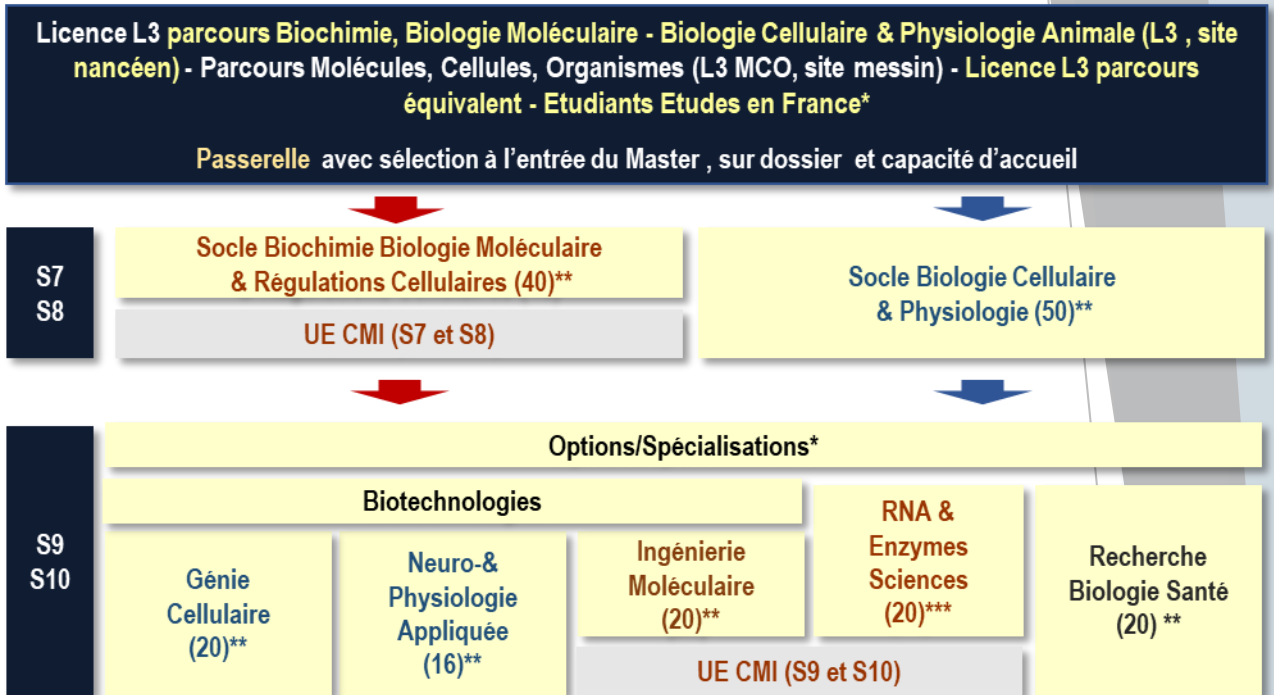 Licence L3 parcours Biochimie, Biologie Moléculaire - Biologie Cellulaire & Physiologie Animale (L3 , site
nancéen) - Parcours Molécules, Cellules, Organismes (L3 MCO, site messin) - Licence L3 parcours
équivalent - Etudiants Etudes en France*
Passerelle avec sélection à l'entrée du Master , sur dossier et capacité d'accueil
S7
S8
Socle Biochimie Biologie Moléculaire
& Régulations Cellulaires (40)**
UE CMI (S7 et S8)
Socle Biologie Cellulaire
& Physiologie (50)**
S9
S10
Options/Spécialisations*
Biotechnologies
Génie
Cellulaire
(20)**
Neuro-&
Physiologie
Appliquée
(16)**
Ingénierie
Moléculaire
(20)**
RNA &
Enzymes
Sciences
(20)***
UE CMI (S9 et S10)
Recherche
Biologie Santé
(20) **